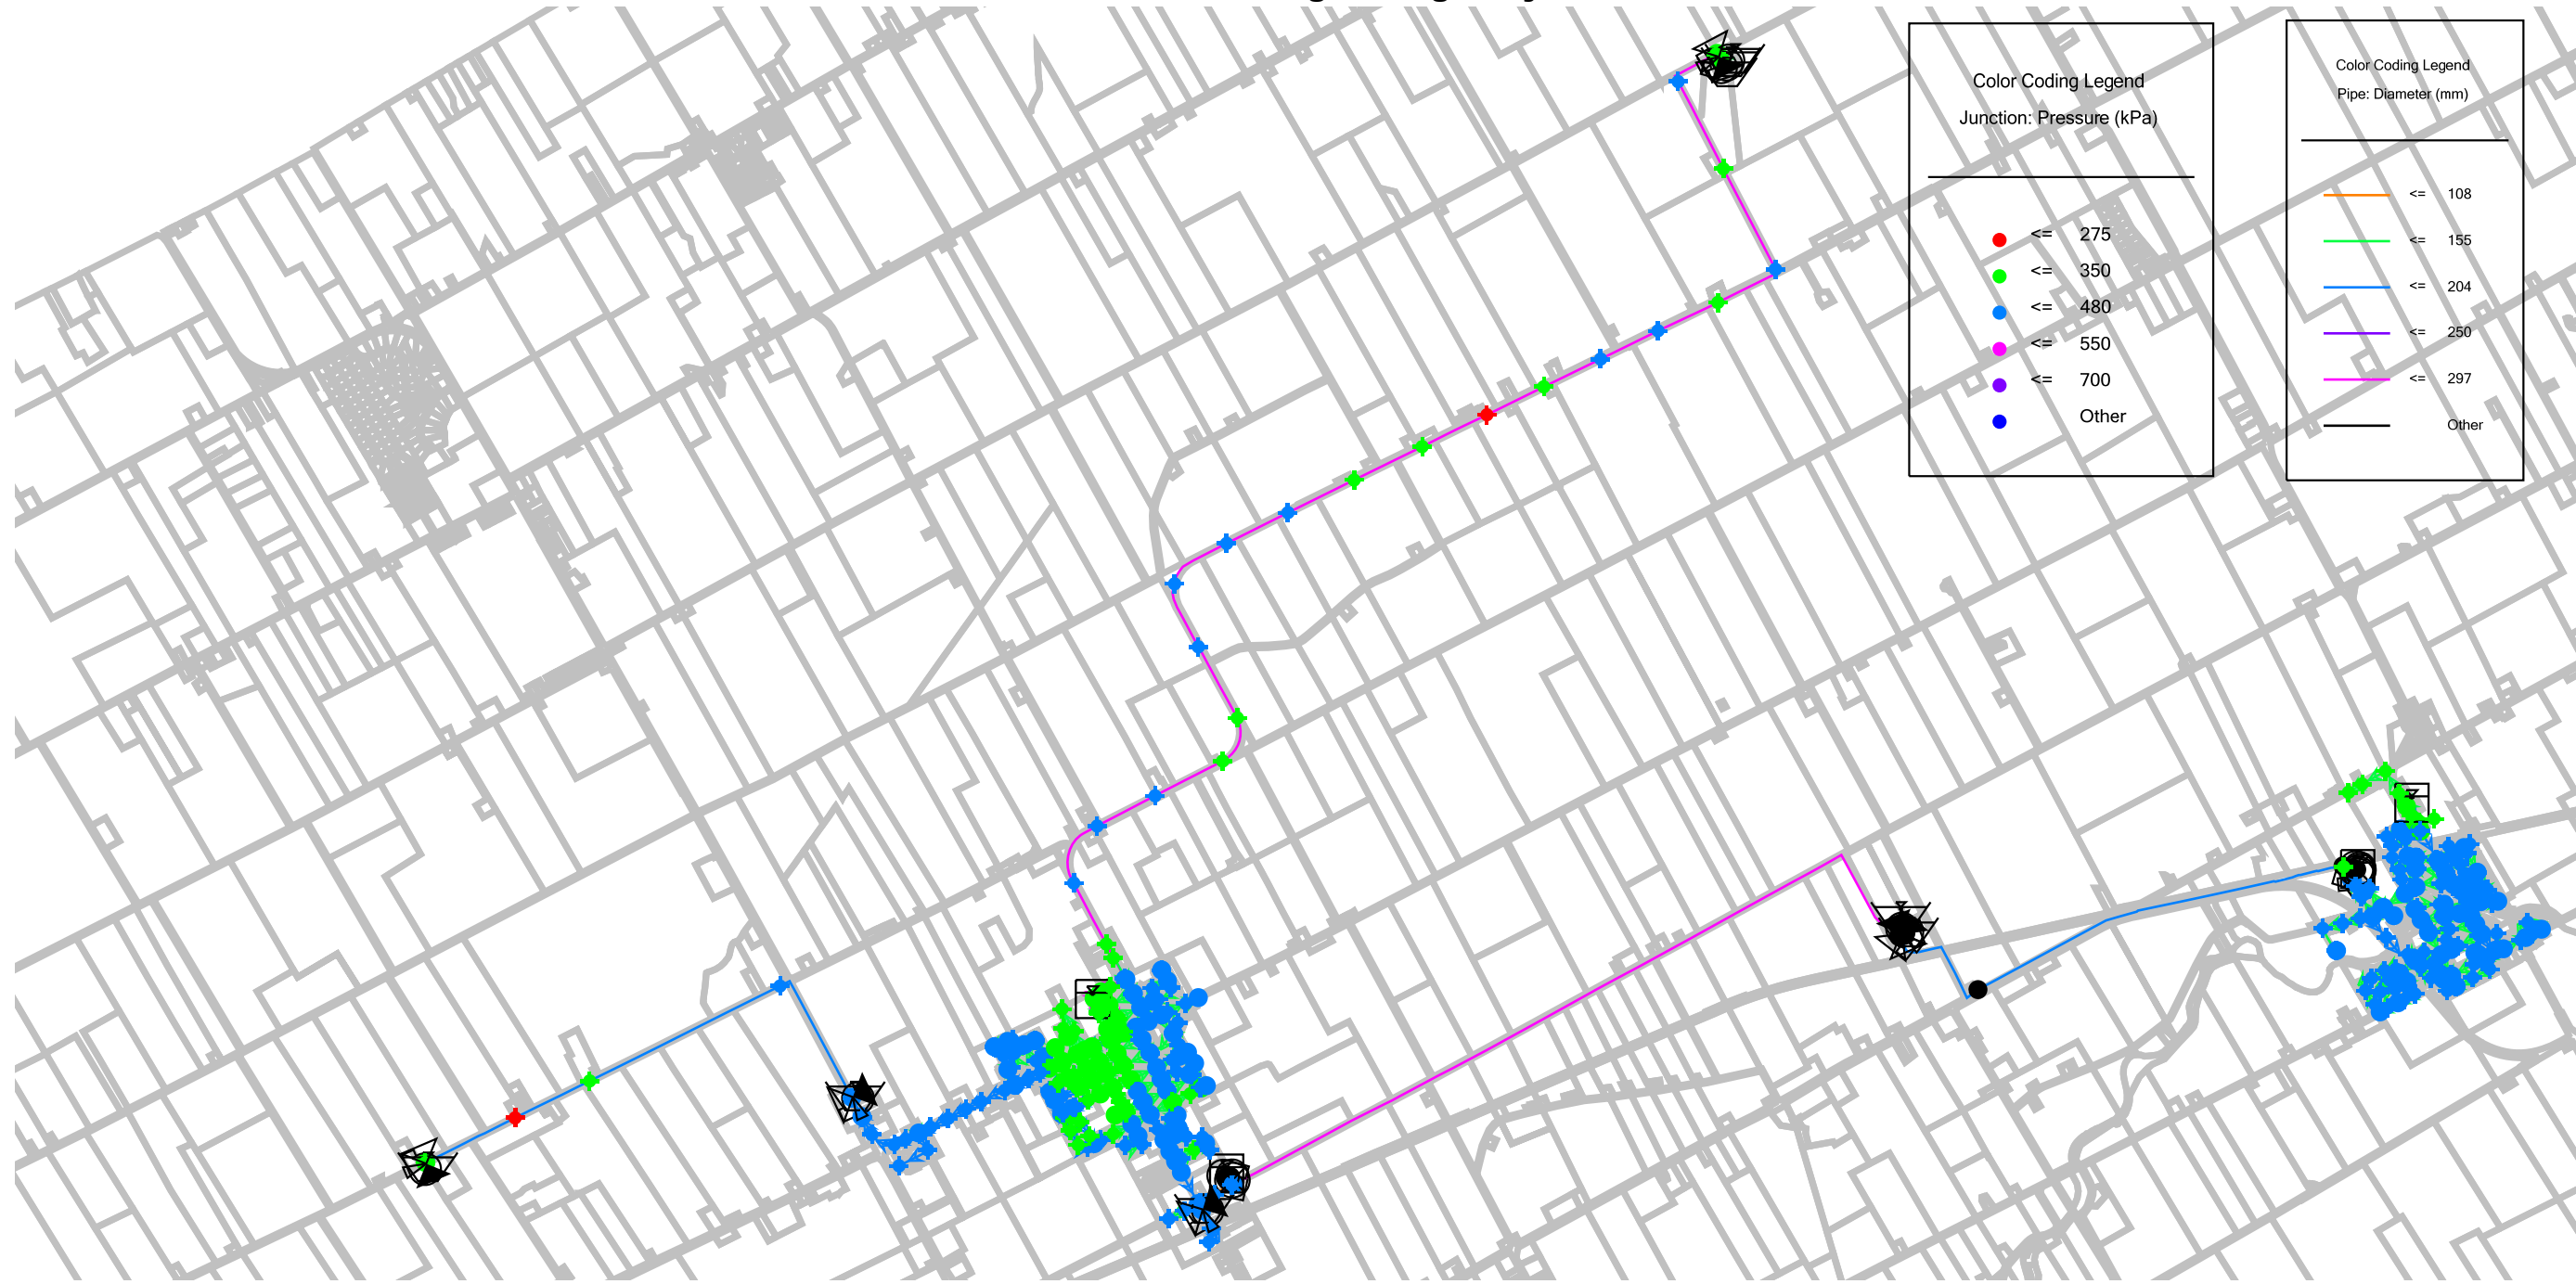 Color Coding Legend
Junction: Pressure (kPa)
<= 275
<= 350
<= 480
<= 550
<= 700
Other
Color Coding Legend
Pipe: Diameter (mm)
<= 108
<= 155
<= 204
<= 250
<= 297
Other